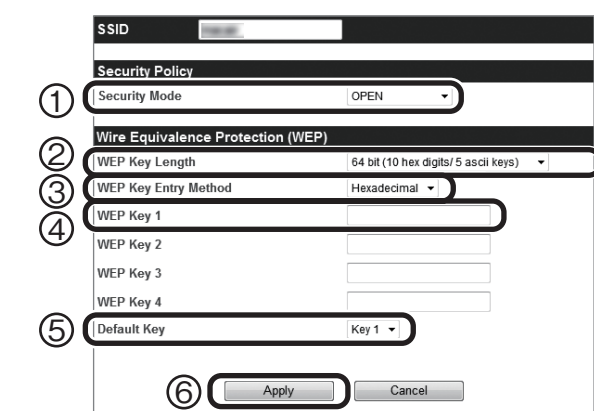 SSID
Security Policy
① Security Mode OPEN
Wire Equivalence Protection (WEP)
② WEP Key Length 64 bit (10 hex digits/ 5 ascii keys)
③ WEP Key Entry Method Hexadecimal
④ WEP Key 1
WEP Key 2
WEP Key 3
WEP Key 4
⑤ Default Key Key 1
⑥ Apply Cancel